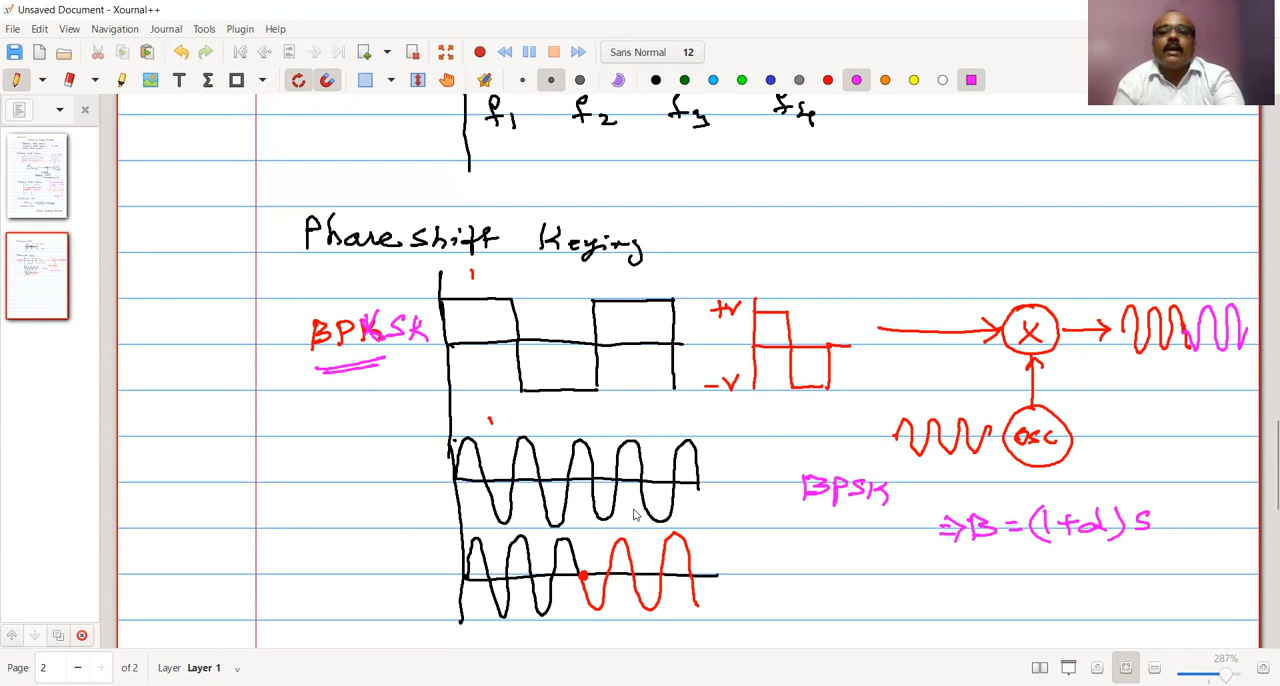 Unsaved Document - Xournal++
File Edit View Navigation Journal Tools Plugin Help
Sans Normal 12
f1 f2 f3 f4
Phase shift Keying
BPSK
+V
-V
X
OSC
BPSK
⇒ B = (1+d) S
Page 2 of 2 Layer Layer 1
287%